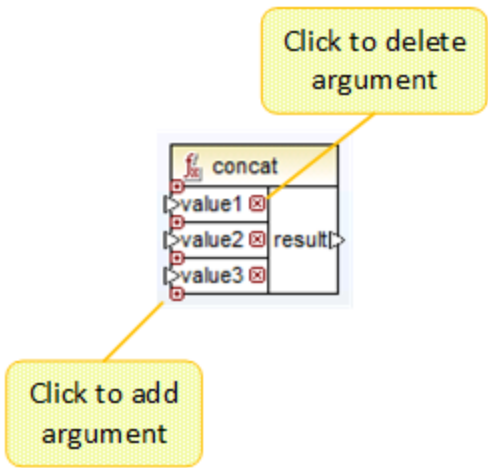 Click to delete
argument
concat
value1
value2 result
value3
Click to add
argument